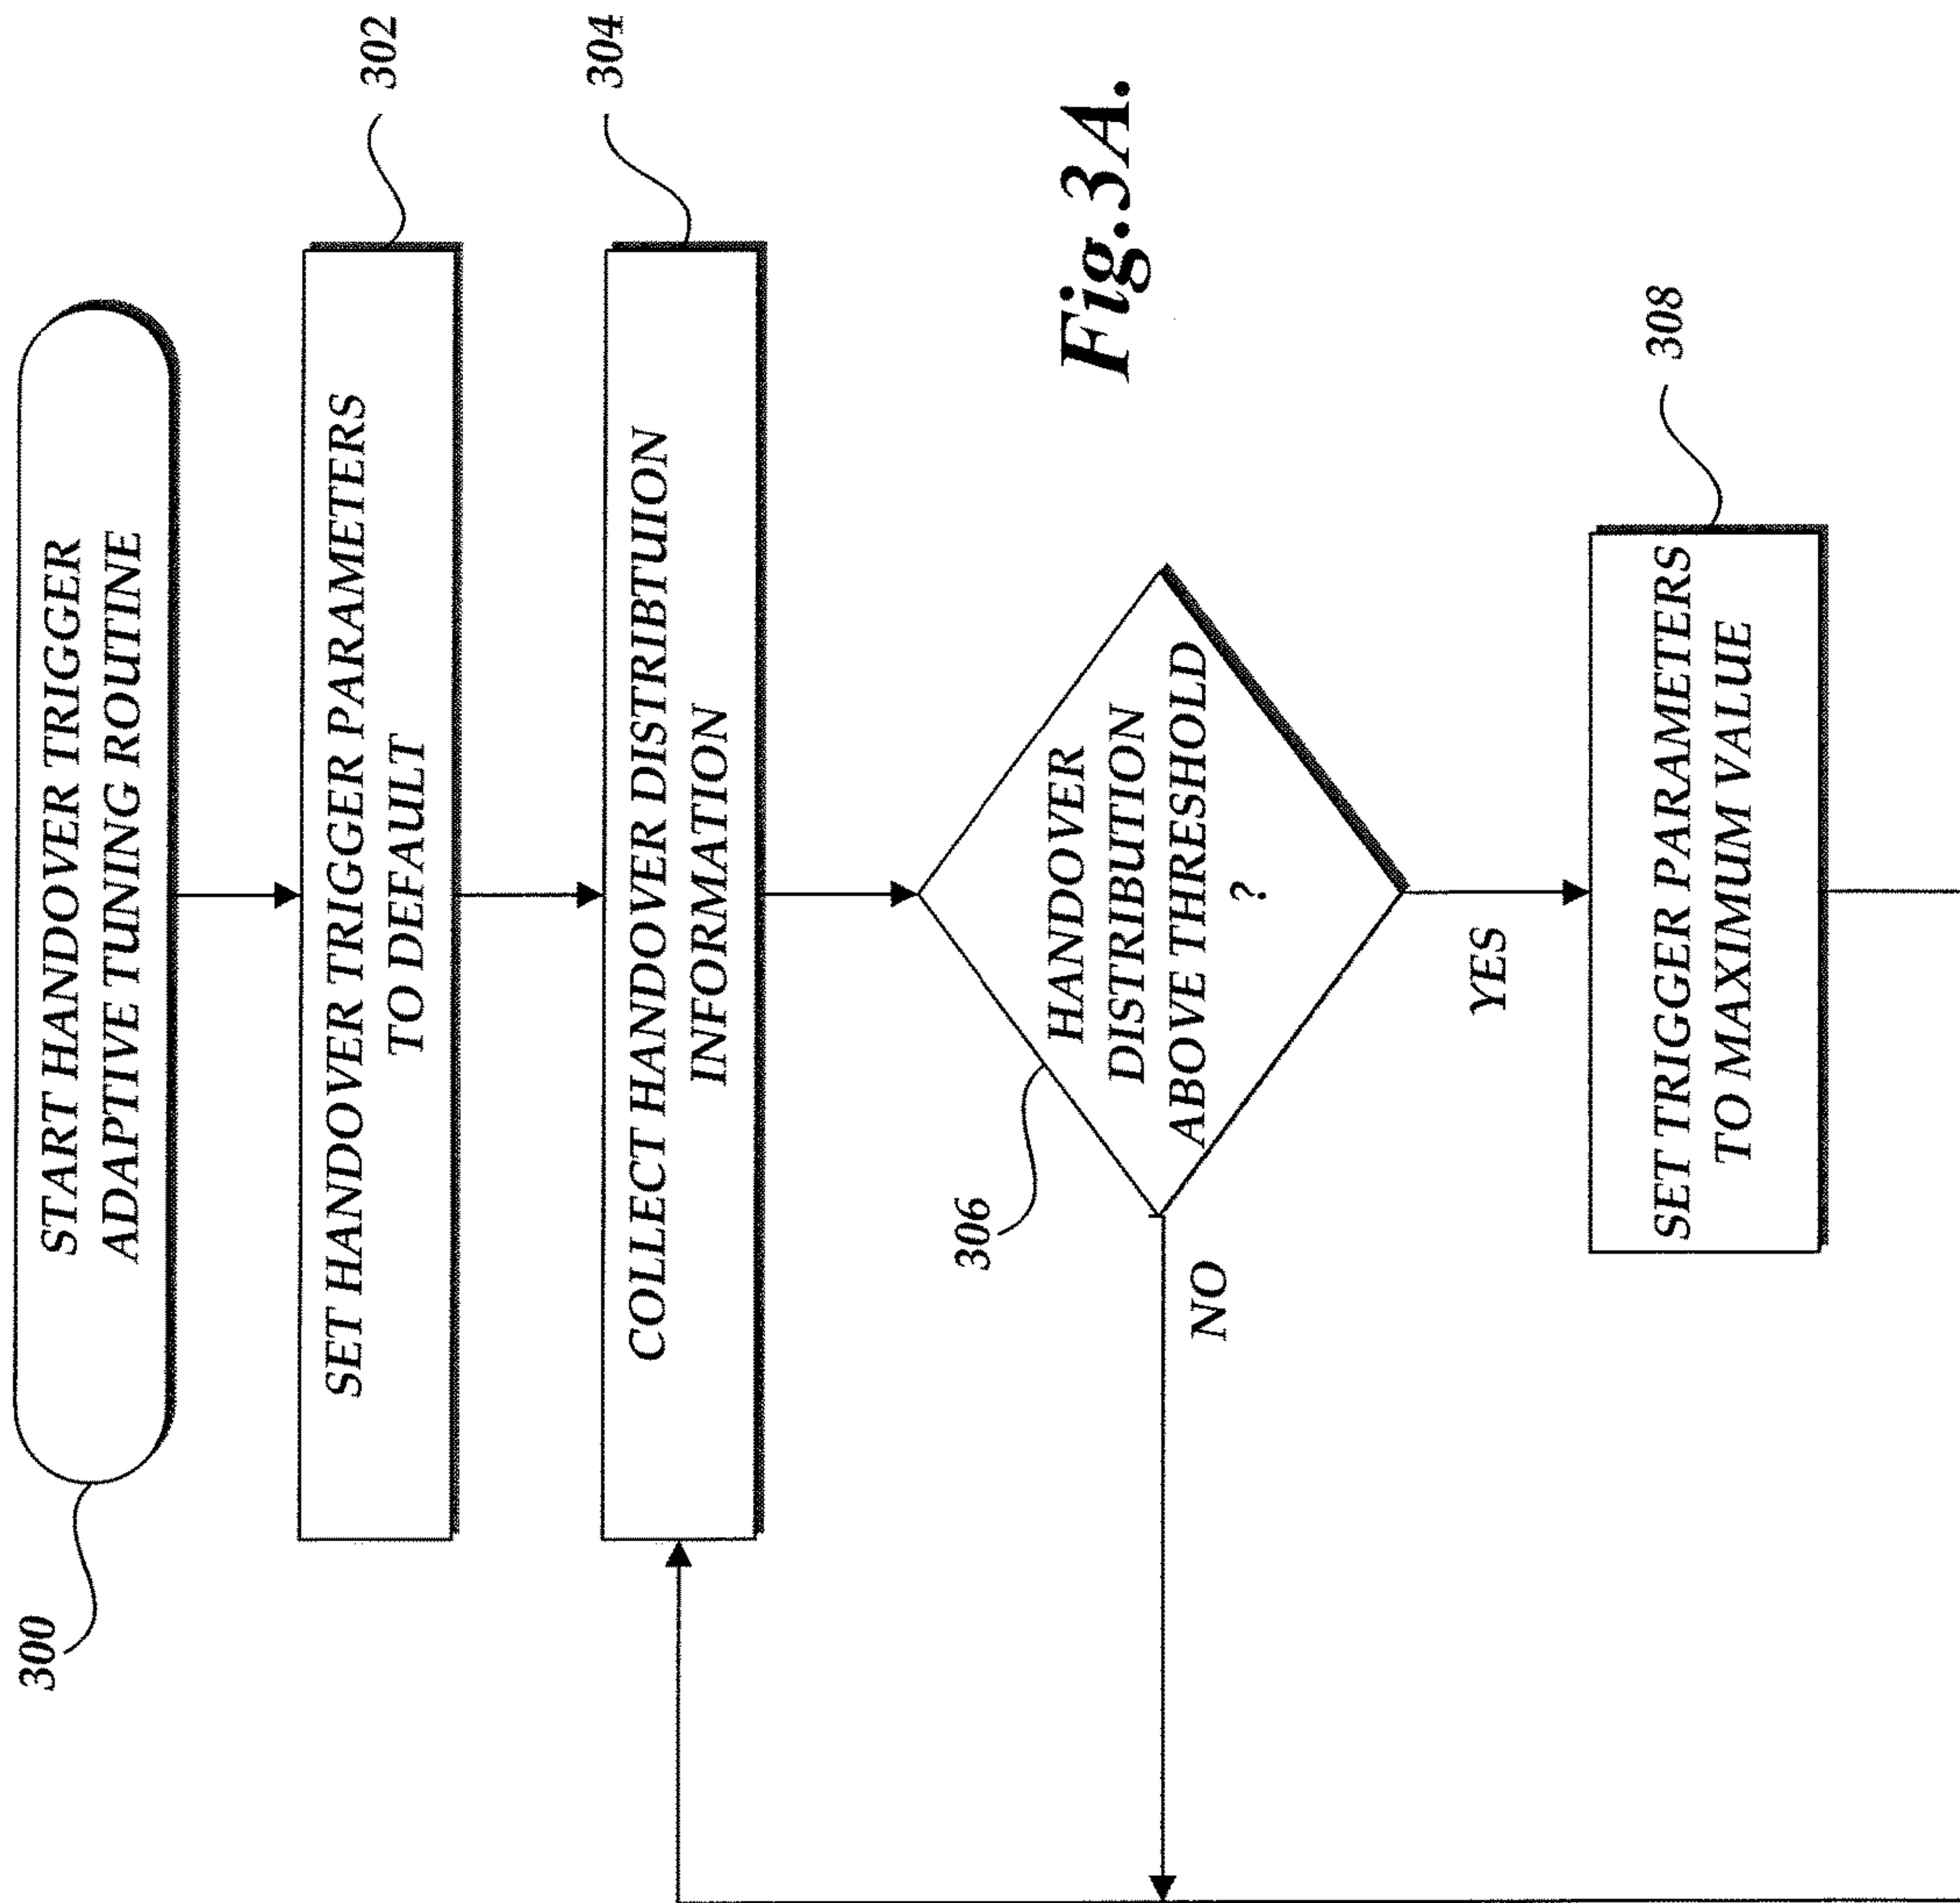 300
START HANDOVER TRIGGER
ADAPTIVE TUNING ROUTINE
302
SET HANDOVER TRIGGER PARAMETERS
TO DEFAULT
304
COLLECT HANDOVER DISTRIBTUION
INFORMATION
306
HANDOVER
DISTRIBUTION
ABOVE THRESHOLD
?
NO
YES
308
SET TRIGGER PARAMETERS
TO MAXIMUM VALUE
Fig.3A.